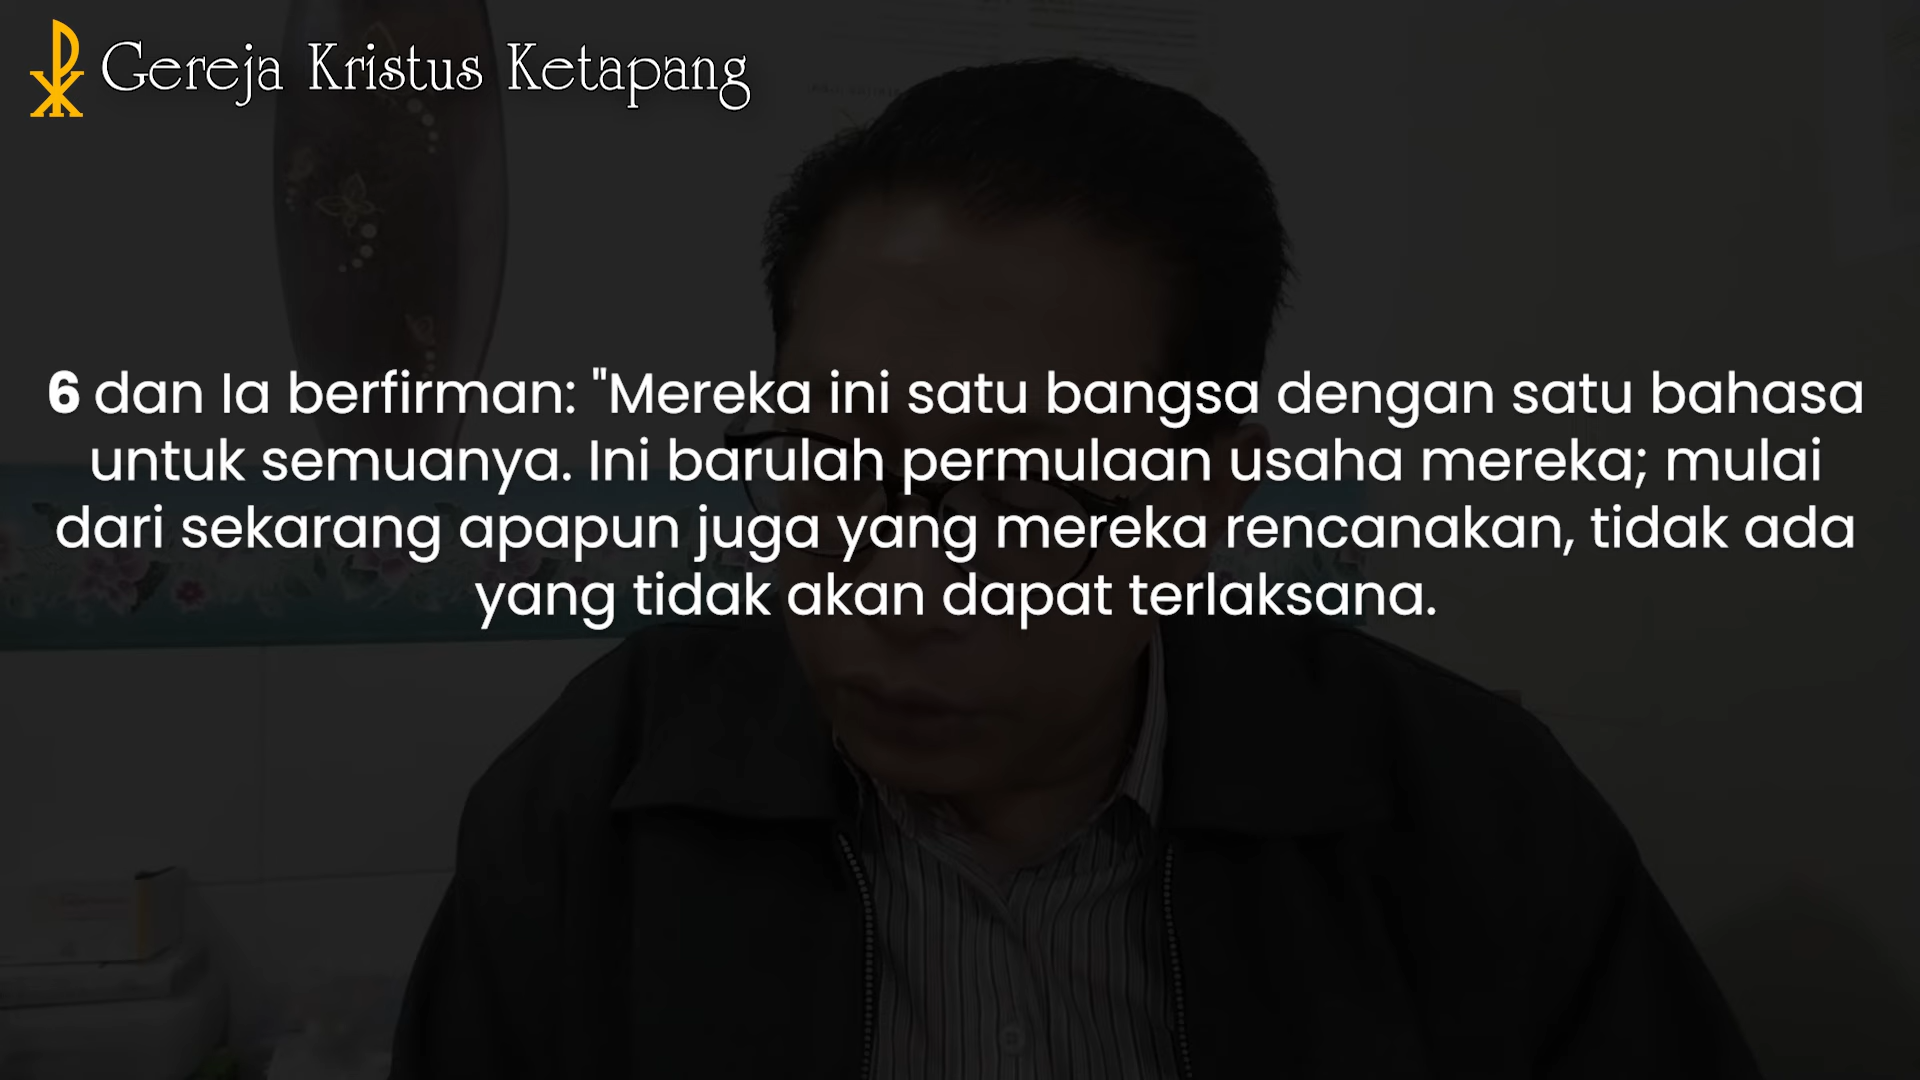 Gereja Kristus Ketapang
6 dan Ia berfirman: "Mereka ini satu bangsa dengan satu bahasa
untuk semuanya. Ini barulah permulaan usaha mereka; mulai
dari sekarang apapun juga yang mereka rencanakan, tidak ada
yang tidak akan dapat terlaksana.